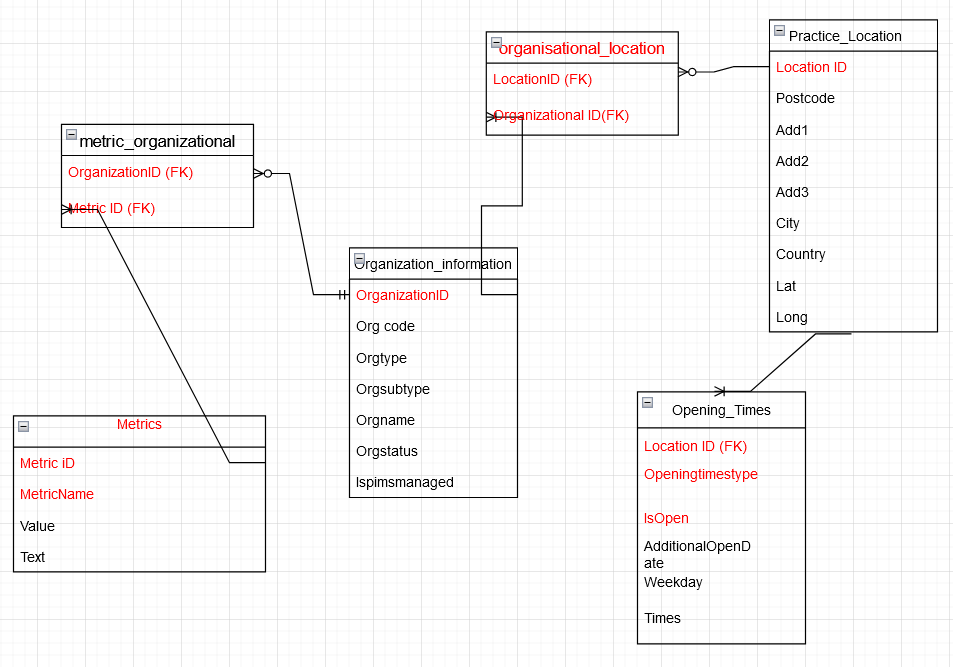 organisational_location
LocationID (FK)
Organizational ID(FK)
Practice_Location
Location ID
Postcode
Add1
Add2
Add3
City
Country
Lat
Long
metric_organizational
OrganizationID (FK)
Metric ID (FK)
Organization_information
OrganizationID
Org code
Orgtype
Orgsubtype
Orgname
Orgstatus
Ispimsmanaged
Metrics
Metric iD
MetricName
Value
Text
Opening_Times
Location ID (FK)
Openingtimestype
IsOpen
AdditionalOpenD
ate
Weekday
Times